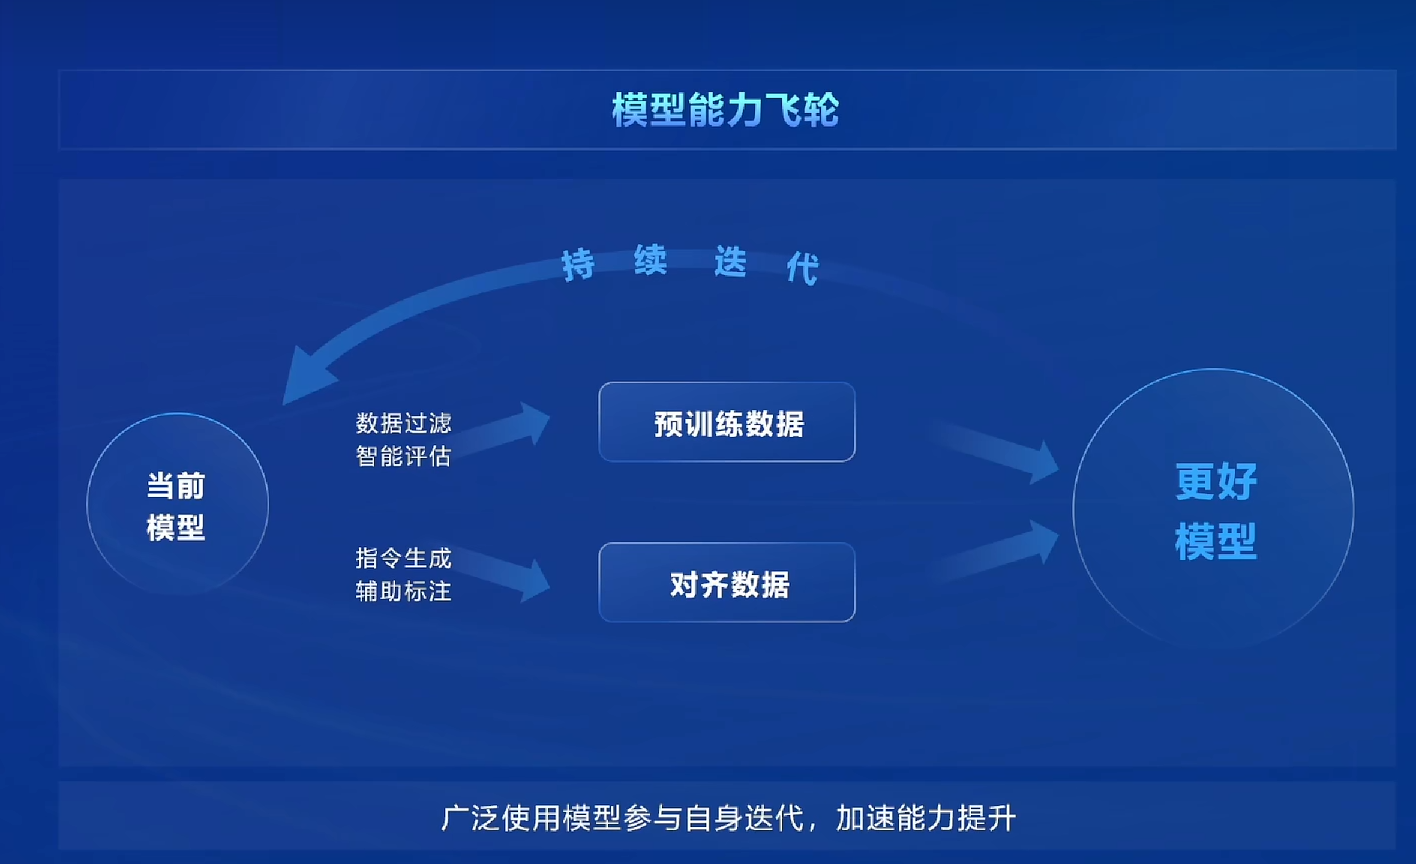 模型能力飞轮
持续迭代
数据过滤
智能评估
预训练数据
当前
模型
更好
模型
指令生成
辅助标注
对齐数据
广泛使用模型参与自身迭代，加速能力提升